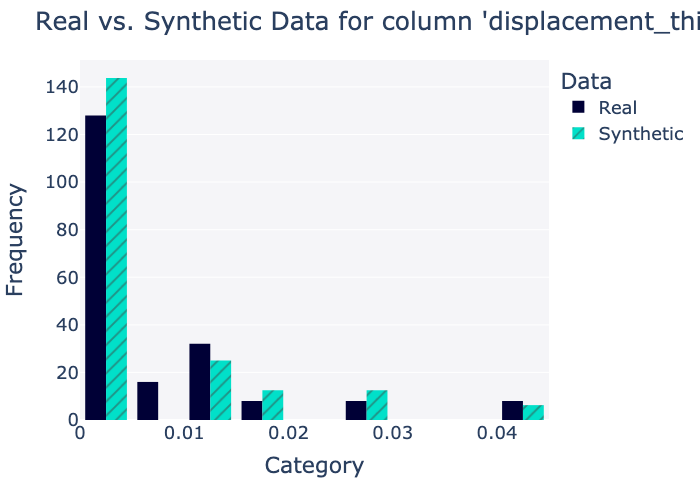 Real vs. Synthetic Data for column 'displacement_thi
Data
Real
Synthetic
Frequency
140
120
100
80
60
40
20
0
0
0.01
0.02
0.03
0.04
Category